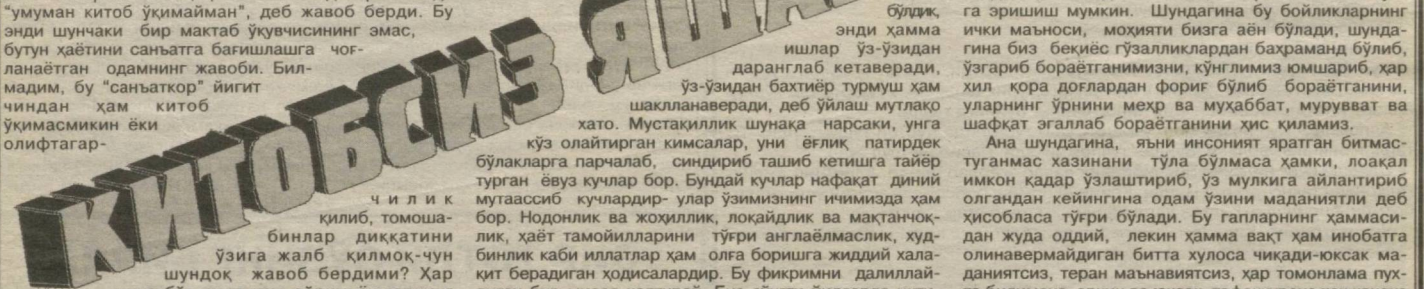 "умуман китоб ўқимайман", деб жавоб берди. Бу
энди шунчаки бир мактаб ўқувчисининг эмас,
бутун ҳаётини санъатга бағишлашга чоғ-
ланаётган одамнинг жавоби. Бил-
мадим, бу "санъаткор" йигит
чиндан ҳам китоб
ўқимасмикин ёки
олифтагар-
КИТОБСИЗ
чилик
қилиб, томоша-
бинлар диққатини
ўзига жалб қилмоқ-чун
шундоқ жавоб бердими? Ҳар
бўлдик,
энди ҳамма
ишлар ўз-ўзидан
даранглаб кетаверади,
ўз-ўзидан бахтиёр турмуш ҳам
шаклланаверади, деб ўйлаш мутлақо
хато. Мустақиллик шунақа нарсаки, унга
кўз олайтирган кимсалар, уни ёғлиқ патирдек
бўлакларга парчалаб, синдириб ташиб кетишга тайёр
турган ёвуз кучлар бор. Бундай кучлар нафақат диний
мутаассиб кучлардир- улар ўзимизнинг ичимизда ҳам
бор. Нодонлик ва жоҳиллик, лоқайдлик ва мақтанчоқ-
лик, ҳаёт тамойилларини тўғри англаёлмаслик, худ-
бинлик каби иллатлар ҳам олға боришга жиддий хала-
қит берадиган ҳодисалардир. Бу фикримни далиллай-
га эришиш мумкин. Шундагина бу бойликларнинг
ички маъноси, моҳияти бизга аён бўлади, шунда-
гина биз беқиёс гўзалликлардан баҳраманд бўлиб,
ўзгариб бораётганимизни, кўнглимиз юмшариб, ҳар
хил қора доғлардан фориғ бўлиб бораётганини,
уларнинг ўрнини меҳр ва муҳаббат, мурувват ва
шафқат эгаллаб бораётганини ҳис қиламиз.
Ана шундагина, яъни инсоният яратган битмас-
туганмас хазинани тўла бўлмаса ҳамки, лоақал
имкон қадар ўзлаштириб, ўз мулкига айлантириб
олгандан кейингина одам ўзини маданиятли деб
ҳисобласа тўғри бўлади. Бу гапларнинг ҳаммаси-
дан жуда оддий, лекин ҳамма вақт ҳам инобатга
олинавермайдиган битта хулоса чиқади-юксак ма-
даниятсиз, теран маънавиятсиз, ҳар томонлама пух-